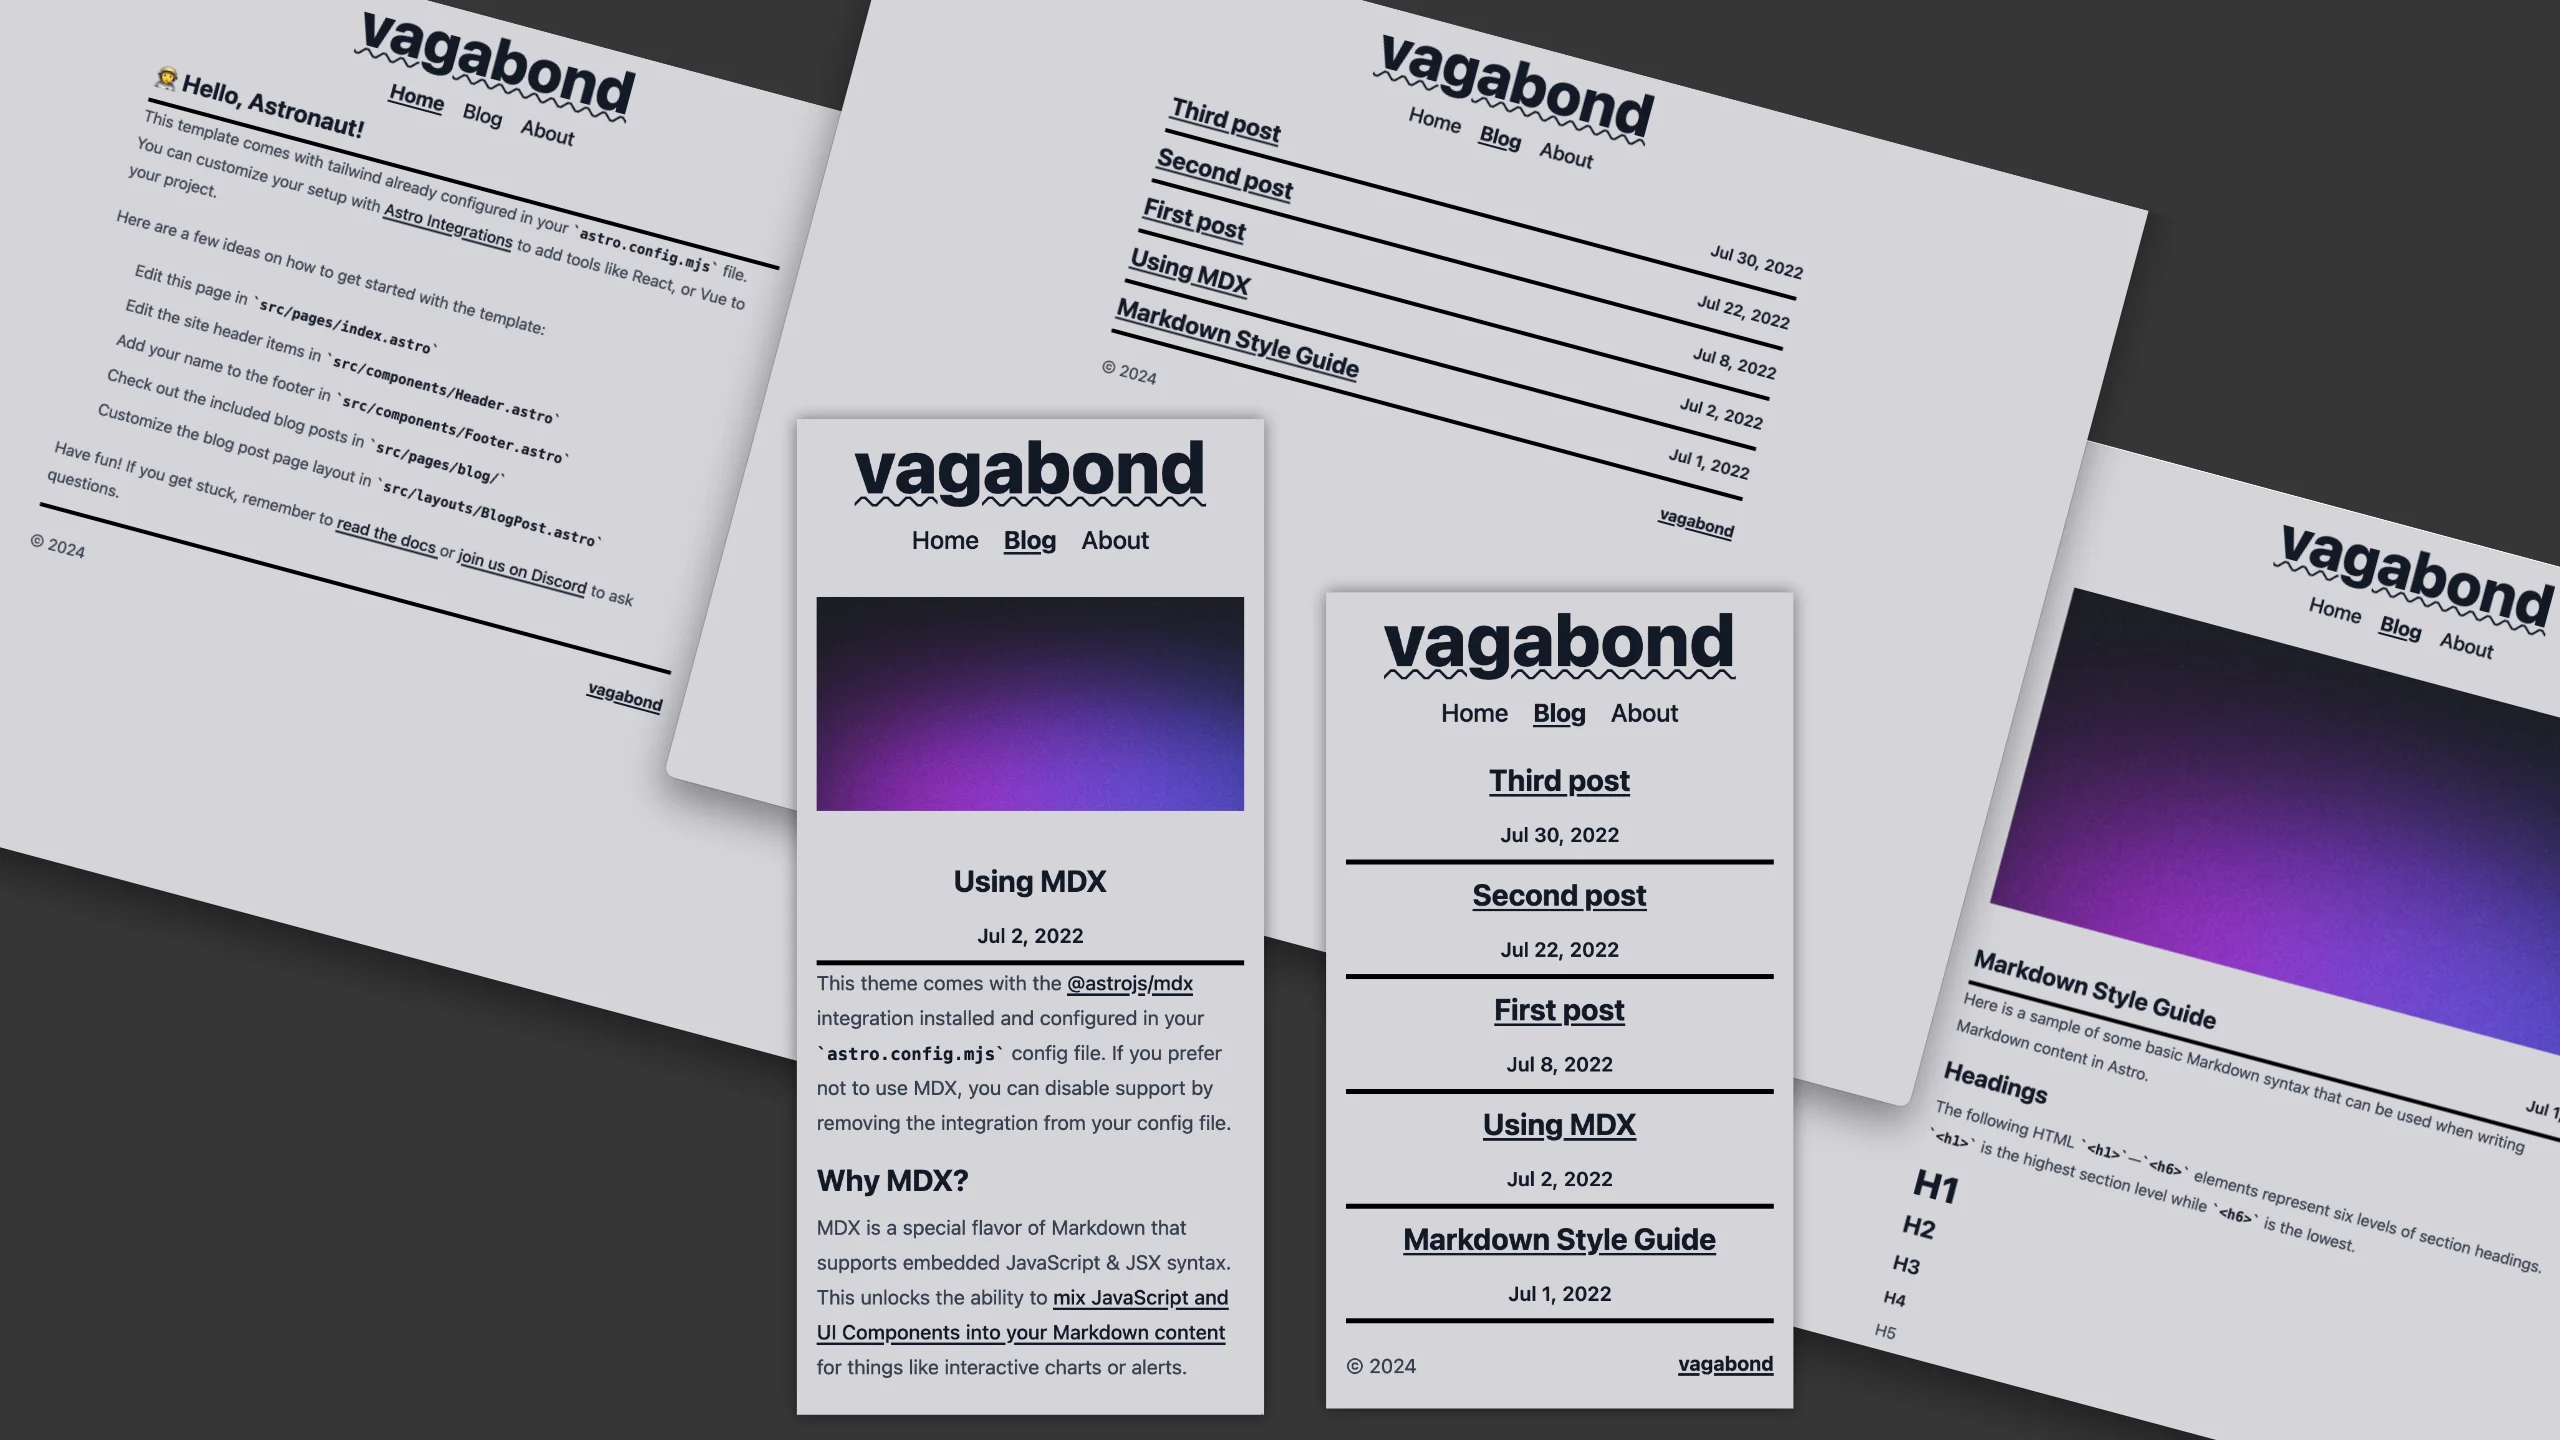 vagabond
Home Blog About
🧑‍🚀 Hello, Astronaut!
This template comes with tailwind already configured in your `astro.config.mjs` file.
You can customize your setup with Astro Integrations to add tools like React, or Vue to
your project.
Here are a few ideas on how to get started with the template:
Edit this page in `src/pages/index.astro`
Edit the site header items in `src/components/Header.astro`
Add your name to the footer in `src/components/Footer.astro`
Check out the included blog posts in `src/pages/blog/`
Customize the blog post page layout in `src/layouts/BlogPost.astro`
Have fun! If you get stuck, remember to read the docs or join us on Discord to ask
questions.
© 2024 vagabond
vagabond
Home Blog About
Third post Jul 30, 2022
Second post Jul 22, 2022
First post Jul 8, 2022
Using MDX Jul 2, 2022
Markdown Style Guide Jul 1, 2022
© 2024 vagabond
vagabond
Home Blog About
Using MDX
Jul 2, 2022
This theme comes with the @astrojs/mdx
integration installed and configured in your
`astro.config.mjs` config file. If you prefer
not to use MDX, you can disable support by
removing the integration from your config file.
Why MDX?
MDX is a special flavor of Markdown that
supports embedded JavaScript & JSX syntax.
This unlocks the ability to mix JavaScript and
UI Components into your Markdown content
for things like interactive charts or alerts.
vagabond
Home Blog About
Third post
Jul 30, 2022
Second post
Jul 22, 2022
First post
Jul 8, 2022
Using MDX
Jul 2, 2022
Markdown Style Guide
Jul 1, 2022
© 2024 vagabond
vagabond
Home Blog About
Markdown Style Guide Jul 1,
Here is a sample of some basic Markdown syntax that can be used when writing
Markdown content in Astro.
Headings
The following HTML `<h1>`—`<h6>` elements represent six levels of section headings.
`<h1>` is the highest section level while `<h6>` is the lowest.
H1
H2
H3
H4
H5